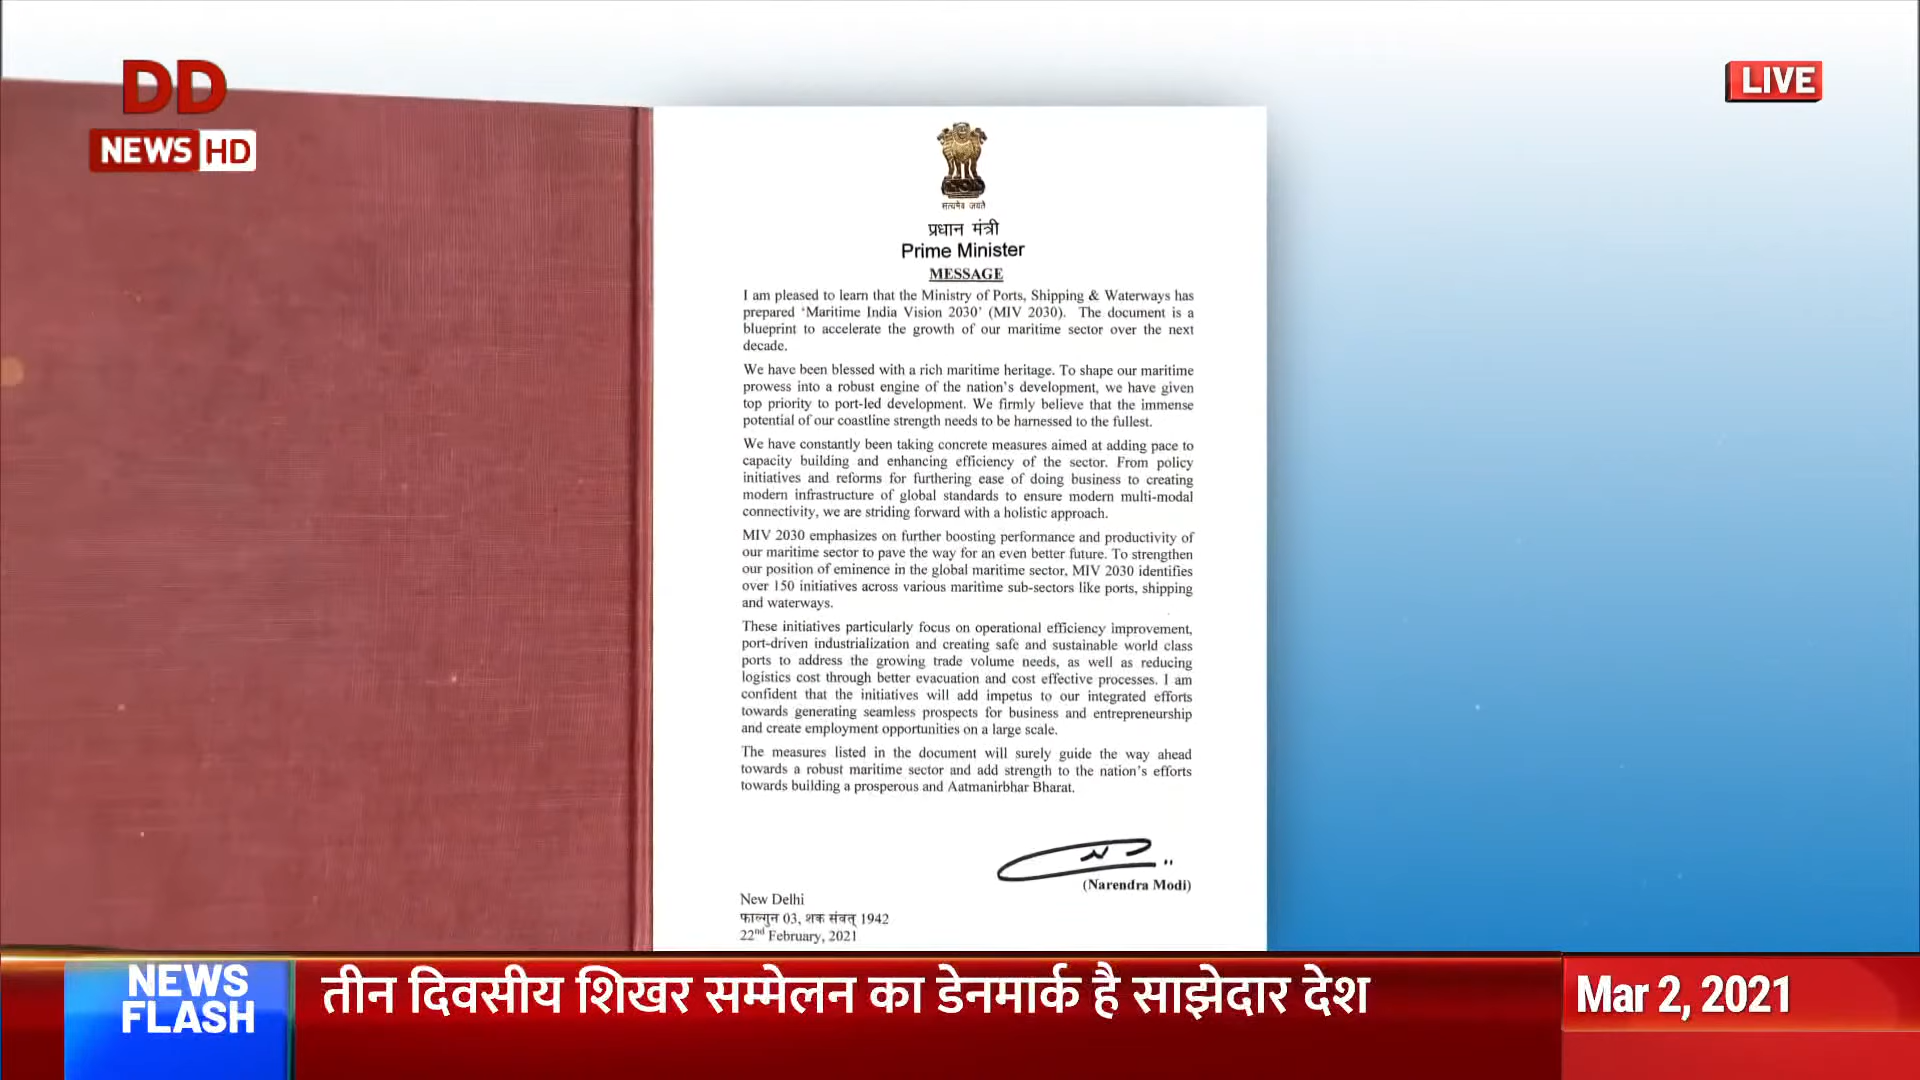 DD
NEWS HD
LIVE
सत्यमेव जयते
प्रधान मंत्री
Prime Minister
MESSAGE
I am pleased to learn that the Ministry of Ports, Shipping & Waterways has
prepared ‘Maritime India Vision 2030’ (MIV 2030). The document is a
blueprint to accelerate the growth of our maritime sector over the next
decade.
We have been blessed with a rich maritime heritage. To shape our maritime
prowess into a robust engine of the nation’s development, we have given
top priority to port-led development. We firmly believe that the immense
potential of our coastline strength needs to be harnessed to the fullest.
We have constantly been taking concrete measures aimed at adding pace to
capacity building and enhancing efficiency of the sector. From policy
initiatives and reforms for furthering ease of doing business to creating
modern infrastructure of global standards to ensure modern multi-modal
connectivity, we are striding forward with a holistic approach.
MIV 2030 emphasizes on further boosting performance and productivity of
our maritime sector to pave the way for an even better future. To strengthen
our position of eminence in the global maritime sector, MIV 2030 identifies
over 150 initiatives across various maritime sub-sectors like ports, shipping
and waterways.
These initiatives particularly focus on operational efficiency improvement,
port-driven industrialization and creating safe and sustainable world class
ports to address the growing trade volume needs, as well as reducing
logistics cost through better evacuation and cost effective processes. I am
confident that the initiatives will add impetus to our integrated efforts
towards generating seamless prospects for business and entrepreneurship
and create employment opportunities on a large scale.
The measures listed in the document will surely guide the way ahead
towards a robust maritime sector and add strength to the nation’s efforts
towards building a prosperous and Aatmanirbhar Bharat.
(Narendra Modi)
New Delhi
फाल्गुन 03, शक संवत् 1942
22nd February, 2021
NEWS
FLASH
तीन दिवसीय शिखर सम्मेलन का डेनमार्क है साझेदार देश
Mar 2, 2021